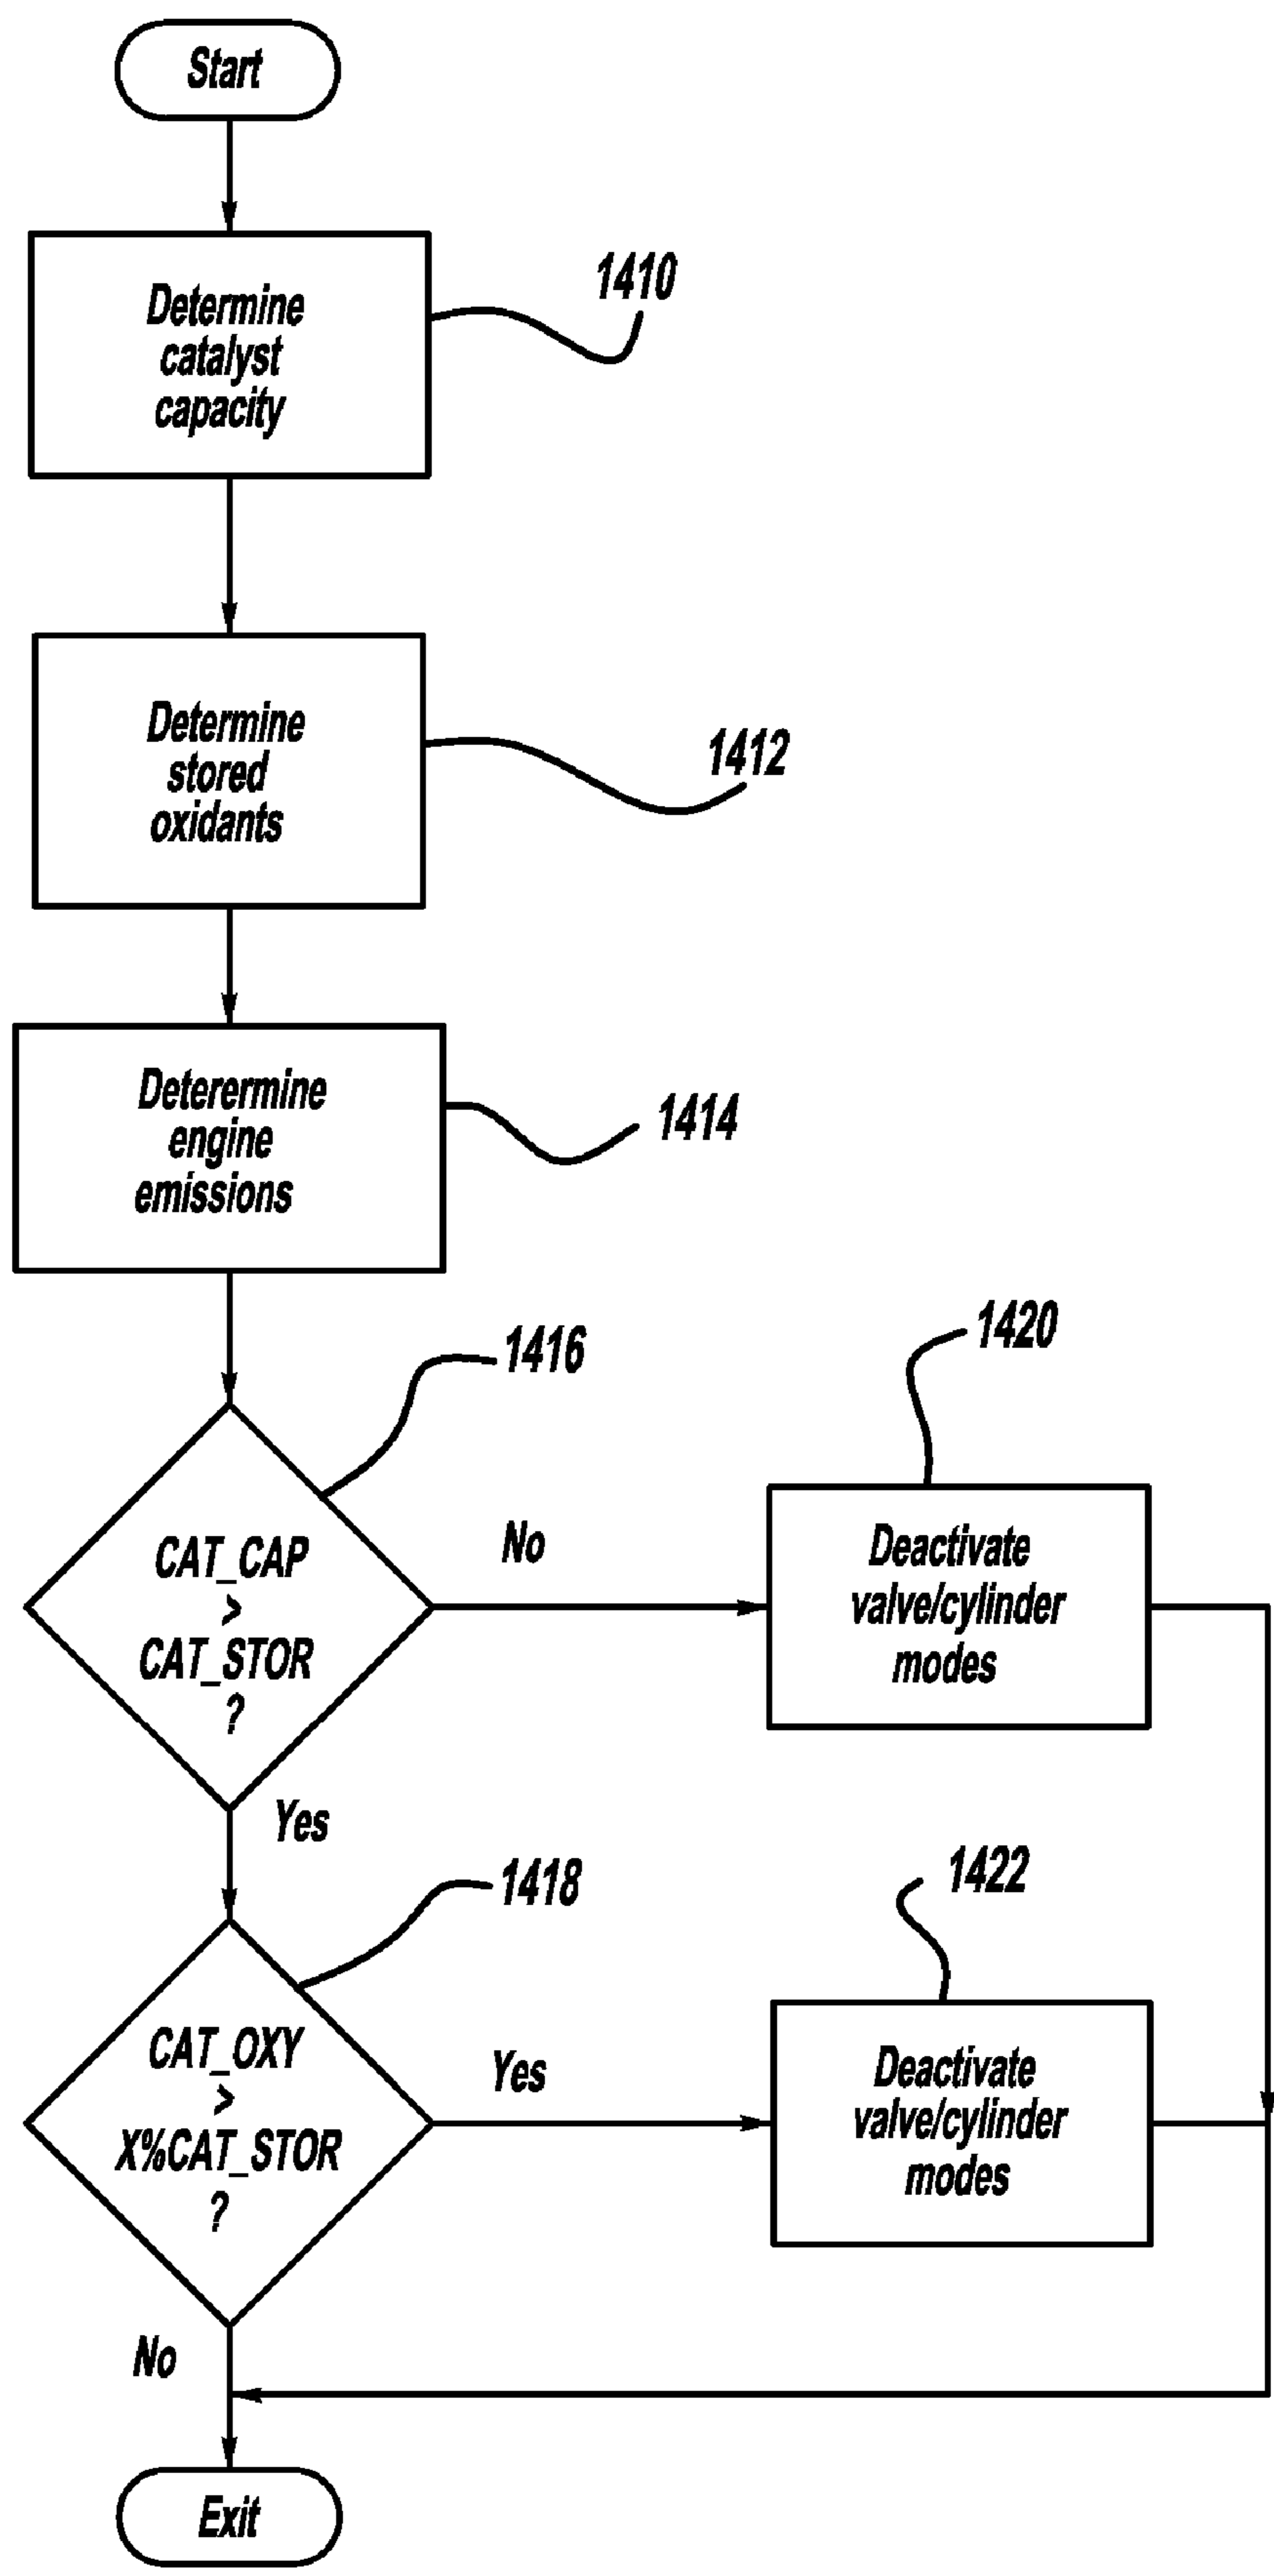 Start
Determine
catalyst
capacity
1410
Determine
stored
oxidants
1412
Deterermine
engine
emissions
1414
1416
CAT_CAP
>
CAT_STOR
?
No
Yes
1420
Deactivate
valve/cylinder
modes
1418
CAT_OXY
>
X%CAT_STOR
?
Yes
No
1422
Deactivate
valve/cylinder
modes
Exit